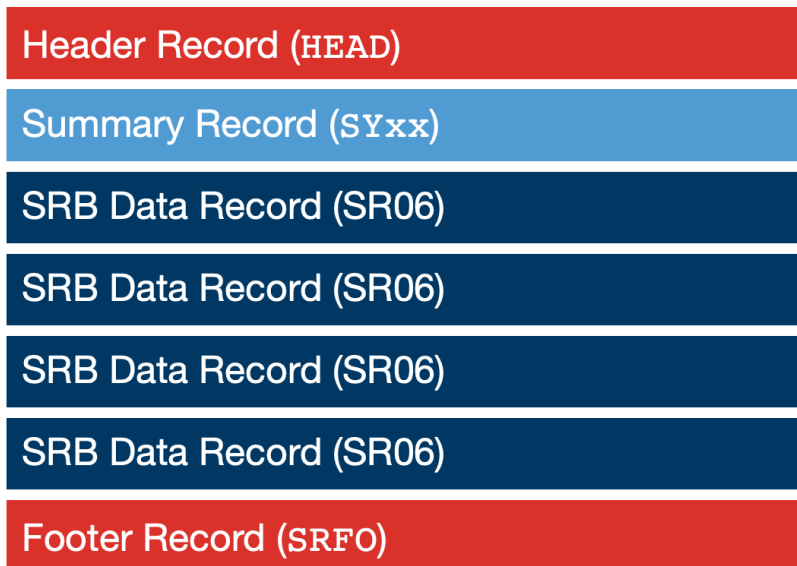 Header Record (HEAD)
Summary Record (SYxx)
SRB Data Record (SR06)
SRB Data Record (SR06)
SRB Data Record (SR06)
SRB Data Record (SR06)
Footer Record (SRFO)